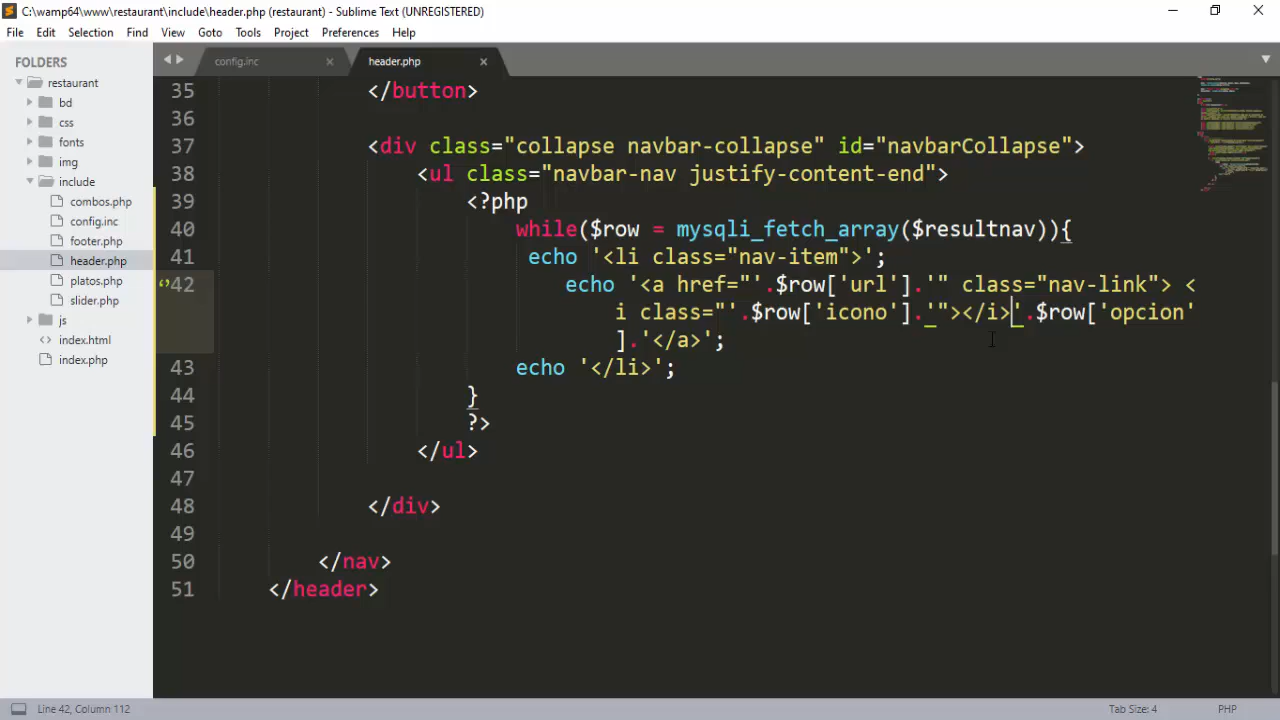 C:\wamp64\www\restaurant\include\header.php (restaurant) - Sublime Text (UNREGISTERED)
File Edit Selection Find View Goto Tools Project Preferences Help
FOLDERS
restaurant
bd
css
fonts
img
include
combos.php
config.inc
footer.php
header.php
platos.php
slider.php
js
index.html
index.php
config.inc × header.php ×
35 </button>
36
37 <div class="collapse navbar-collapse" id="navbarCollapse">
38 <ul class="navbar-nav justify-content-end">
39 <?php
40 while($row = mysqli_fetch_array($resultnav)){
41 echo '<li class="nav-item">';
42 echo '<a href="'.$row['url'].'" class="nav-link"> <
i class="'.$row['icono'].'"></i>'.$row['opcion'
].'</a>';
43 echo '</li>';
44 }
45 ?>
46 </ul>
47
48 </div>
49
50 </nav>
51 </header>
Line 42, Column 112 Tab Size: 4 PHP